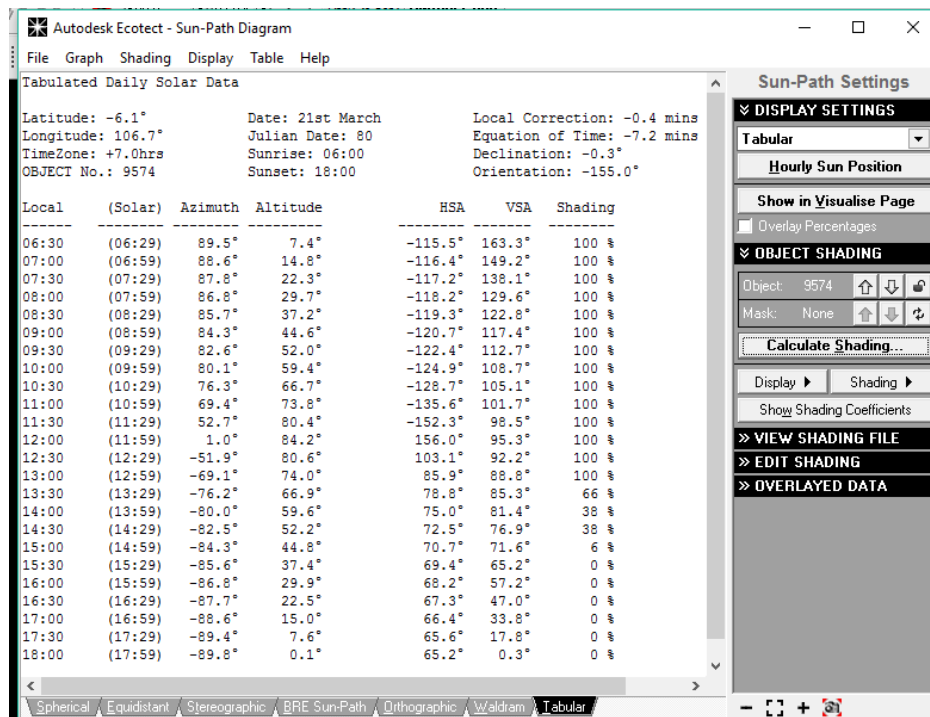 Autodesk Ecotect - Sun-Path Diagram
File Graph Shading Display Table Help
Tabulated Daily Solar Data
Latitude: -6.1° Date: 21st March Local Correction: -0.4 mins
Longitude: 106.7° Julian Date: 80 Equation of Time: -7.2 mins
TimeZone: +7.0hrs Sunrise: 06:00 Declination: -0.3°
OBJECT No.: 9574 Sunset: 18:00 Orientation: -155.0°
Local (Solar) Azimuth Altitude HSA VSA Shading
------ -------- -------- --------- -------- ------- --------
06:30 (06:29) 89.5° 7.4° -115.5° 163.3° 100 %
07:00 (06:59) 88.6° 14.8° -116.4° 149.2° 100 %
07:30 (07:29) 87.8° 22.3° -117.2° 138.1° 100 %
08:00 (07:59) 86.8° 29.7° -118.2° 129.6° 100 %
08:30 (08:29) 85.7° 37.2° -119.3° 122.8° 100 %
09:00 (08:59) 84.3° 44.6° -120.7° 117.4° 100 %
09:30 (09:29) 82.6° 52.0° -122.4° 112.7° 100 %
10:00 (09:59) 80.1° 59.4° -124.9° 108.7° 100 %
10:30 (10:29) 76.3° 66.7° -128.7° 105.1° 100 %
11:00 (10:59) 69.4° 73.8° -135.6° 101.7° 100 %
11:30 (11:29) 52.7° 80.4° -152.3° 98.5° 100 %
12:00 (11:59) 1.0° 84.2° 156.0° 95.3° 100 %
12:30 (12:29) -51.9° 80.6° 103.1° 92.2° 100 %
13:00 (12:59) -69.1° 74.0° 85.9° 88.8° 100 %
13:30 (13:29) -76.2° 66.9° 78.8° 85.3° 66 %
14:00 (13:59) -80.0° 59.6° 75.0° 81.4° 38 %
14:30 (14:29) -82.5° 52.2° 72.5° 76.9° 38 %
15:00 (14:59) -84.3° 44.8° 70.7° 71.6° 6 %
15:30 (15:29) -85.6° 37.4° 69.4° 65.2° 0 %
16:00 (15:59) -86.8° 29.9° 68.2° 57.2° 0 %
16:30 (16:29) -87.7° 22.5° 67.3° 47.0° 0 %
17:00 (16:59) -88.6° 15.0° 66.4° 33.8° 0 %
17:30 (17:29) -89.4° 7.6° 65.6° 17.8° 0 %
18:00 (17:59) -89.8° 0.1° 65.2° 0.3° 0 %
Spherical Equidistant Stereographic BRE Sun-Path Orthographic Waldram Tabular
Sun-Path Settings
DISPLAY SETTINGS
Tabular
Hourly Sun Position
Show in Visualise Page
Overlay Percentages
OBJECT SHADING
Object: 9574
Mask: None
Calculate Shading...
Display Shading
Show Shading Coefficients
VIEW SHADING FILE
EDIT SHADING
OVERLAYED DATA